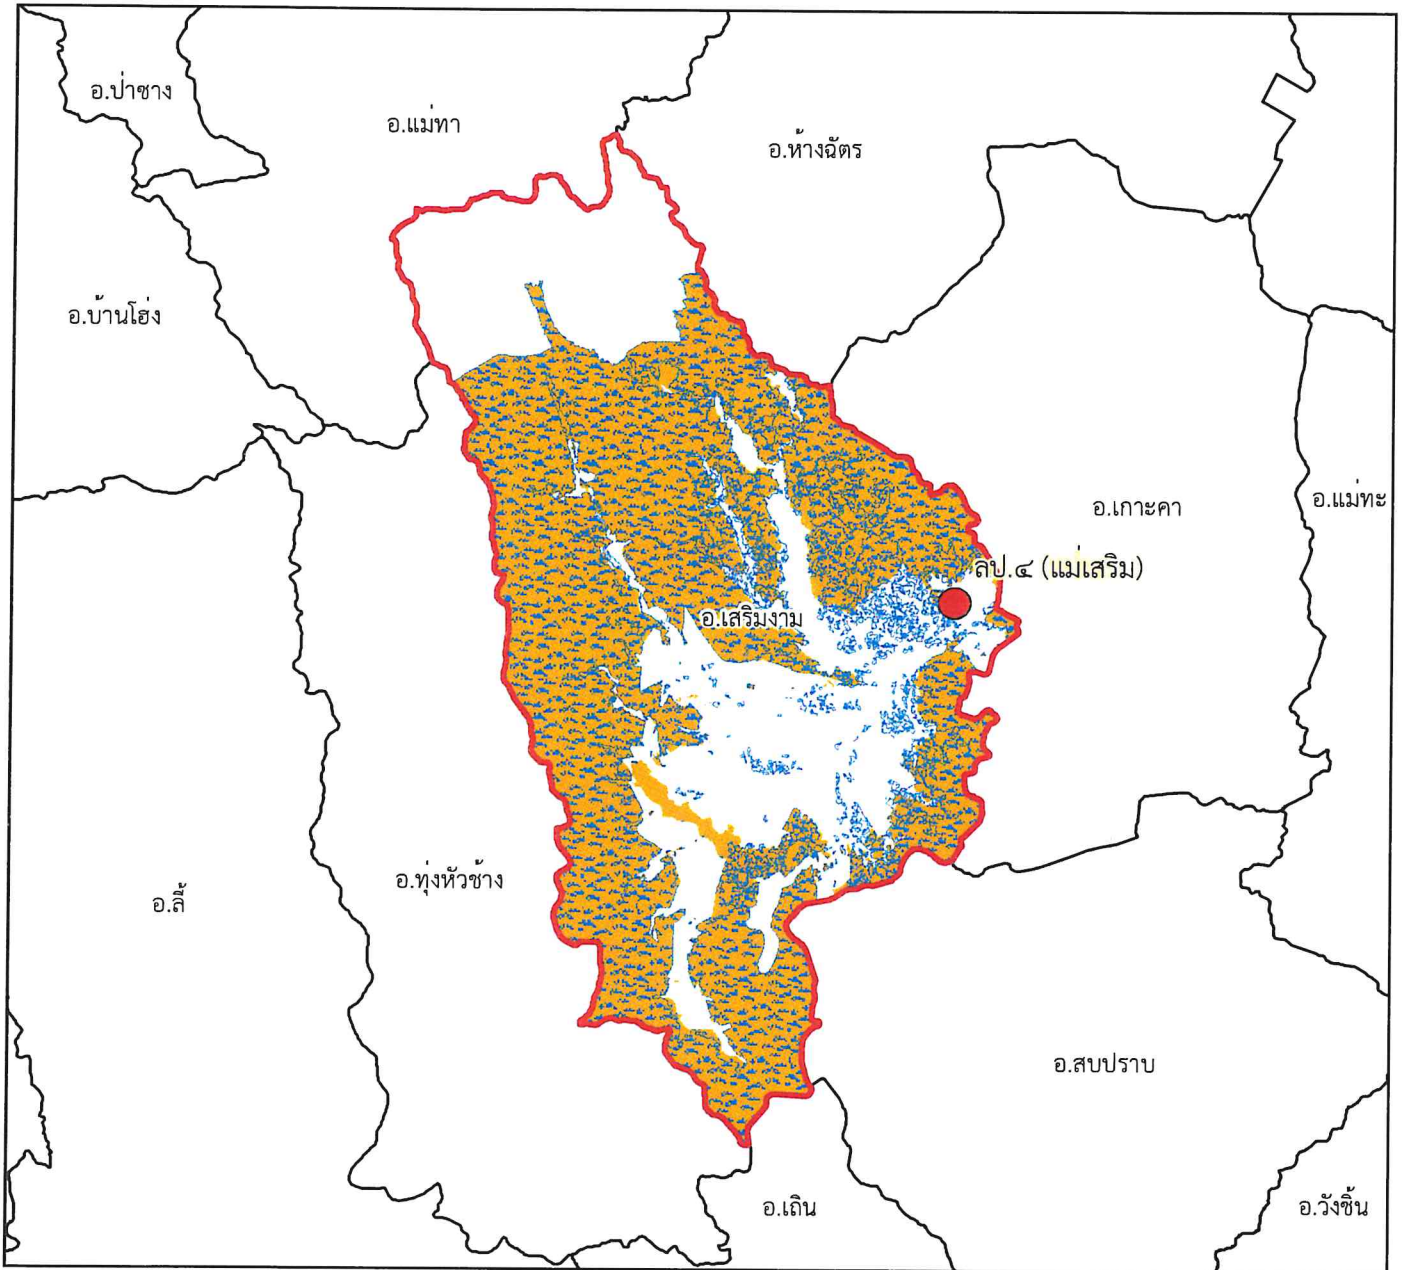 อ.ป่าซาง
อ.แม่ทา
อ.ห้างฉัตร
อ.บ้านโฮ่ง
อ.แม่ทะ
อ.เกาะคา
ลป.๔ (แม่เสริม)
อ.เสริมงาม
อ.ทุ่งหัวช้าง
อ.ลี้
อ.สบปราบ
อ.เถิน
อ.วังชิ้น